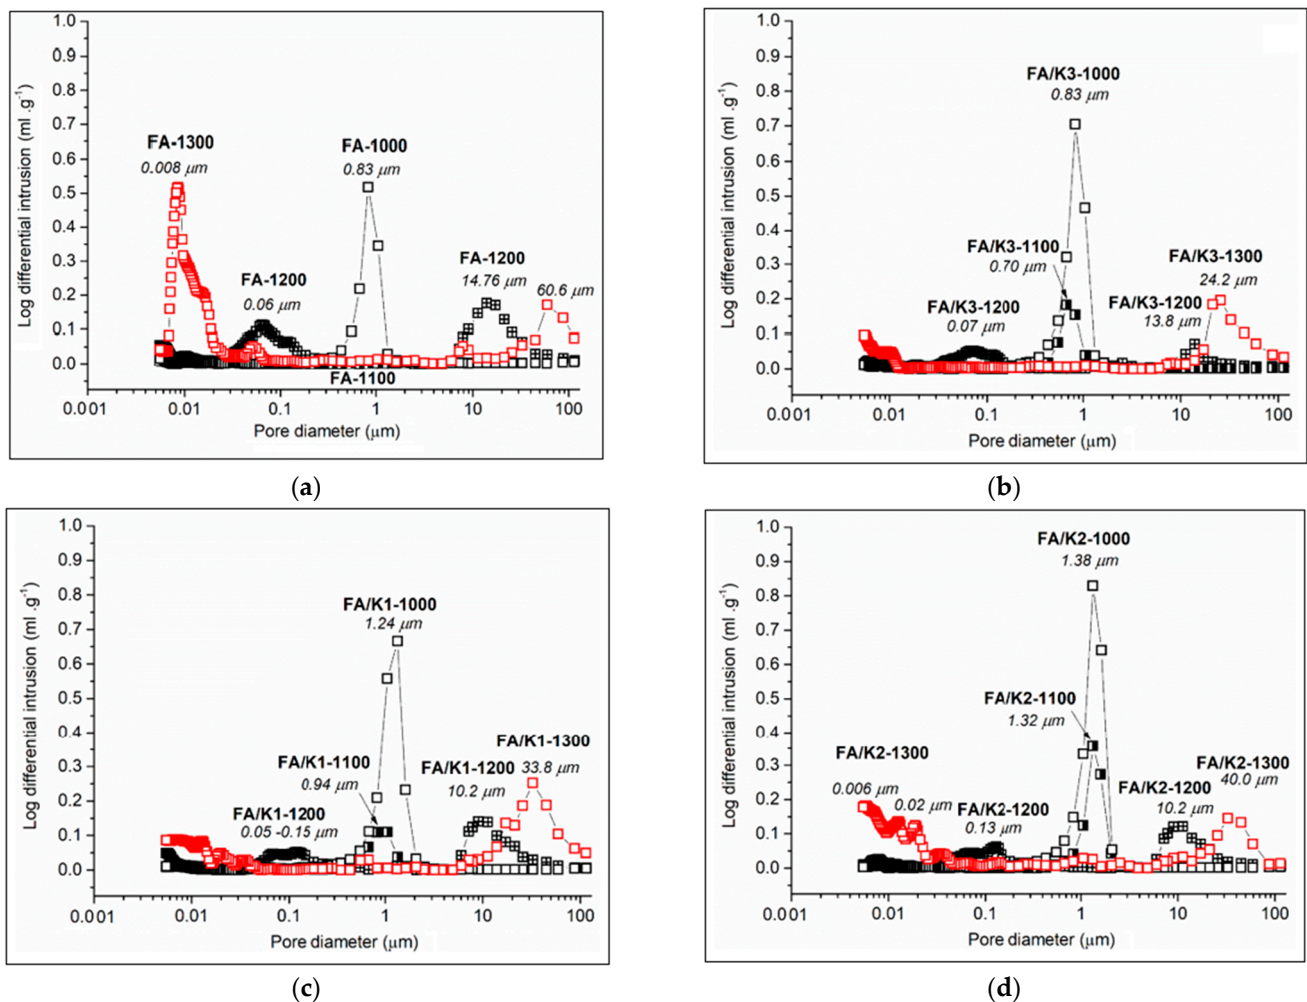 Log differential intrusion (ml .g-1)
1.0
0.9
0.8
0.7
0.6
0.5
0.4
0.3
0.2
0.1
0.0
FA-1300
0.008 μm
FA-1000
0.83 μm
FA-1200
0.06 μm
FA-1200
14.76 μm
60.6 μm
FA-1100
0.001 0.01 0.1 1 10 100
Pore diameter (μm)
(a)
Log differential intrusion (ml .g-1)
1.0
0.9
0.8
0.7
0.6
0.5
0.4
0.3
0.2
0.1
0.0
FA/K3-1000
0.83 μm
FA/K3-1100
0.70 μm
FA/K3-1300
24.2 μm
FA/K3-1200
0.07 μm
FA/K3-1200
13.8 μm
0.001 0.01 0.1 1 10 100
Pore diameter (μm)
(b)
Log differential intrusion (ml .g-1)
1.0
0.9
0.8
0.7
0.6
0.5
0.4
0.3
0.2
0.1
0.0
FA/K1-1000
1.24 μm
FA/K1-1100
0.94 μm
FA/K1-1300
33.8 μm
FA/K1-1200
10.2 μm
FA/K1-1200
0.05 -0.15 μm
0.001 0.01 0.1 1 10 100
Pore diameter (μm)
(c)
Log differential intrusion (ml .g-1)
1.0
0.9
0.8
0.7
0.6
0.5
0.4
0.3
0.2
0.1
0.0
FA/K2-1000
1.38 μm
FA/K2-1100
1.32 μm
FA/K2-1300
0.006 μm
0.02 μm
FA/K2-1200
0.13 μm
FA/K2-1200
10.2 μm
FA/K2-1300
40.0 μm
0.001 0.01 0.1 1 10 100
Pore diameter (μm)
(d)